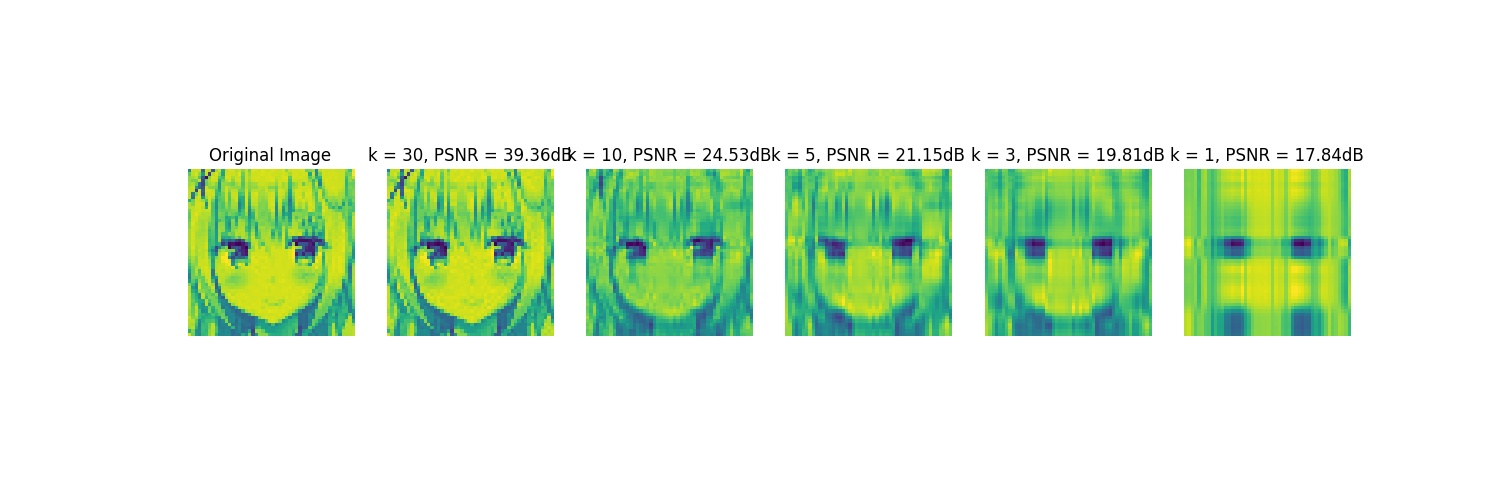 Original Image
k = 30, PSNR = 39.36dB
k = 10, PSNR = 24.53dB
k = 5, PSNR = 21.15dB
k = 3, PSNR = 19.81dB
k = 1, PSNR = 17.84dB